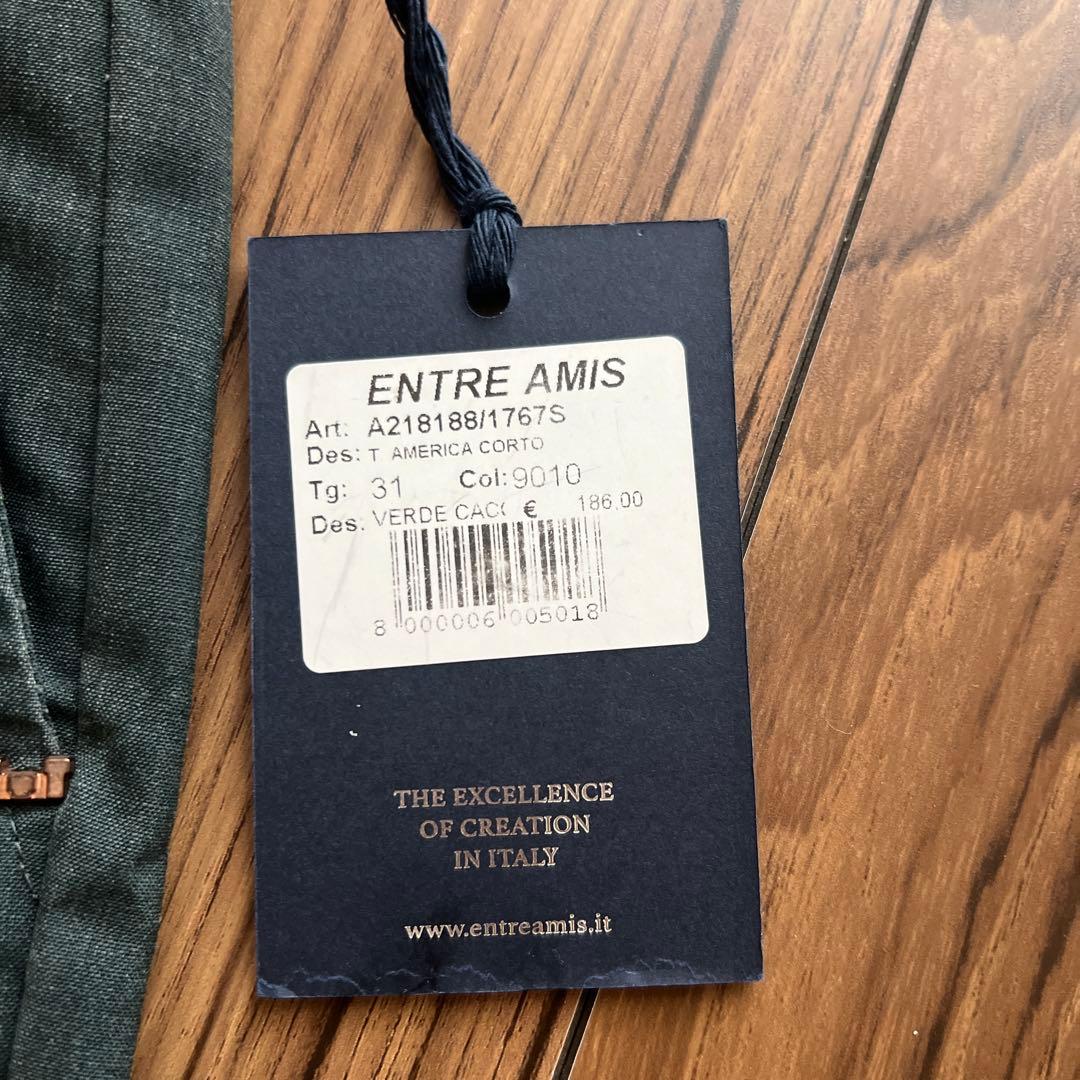 ENTRE AMIS
Art: A218188/1767S
Des: T AMERICA CORTO
Tg: 31 Col: 9010
Des: VERDE CAC € 186,00
8 000006 005018
THE EXCELLENCE
OF CREATION
IN ITALY
www.entreamis.it